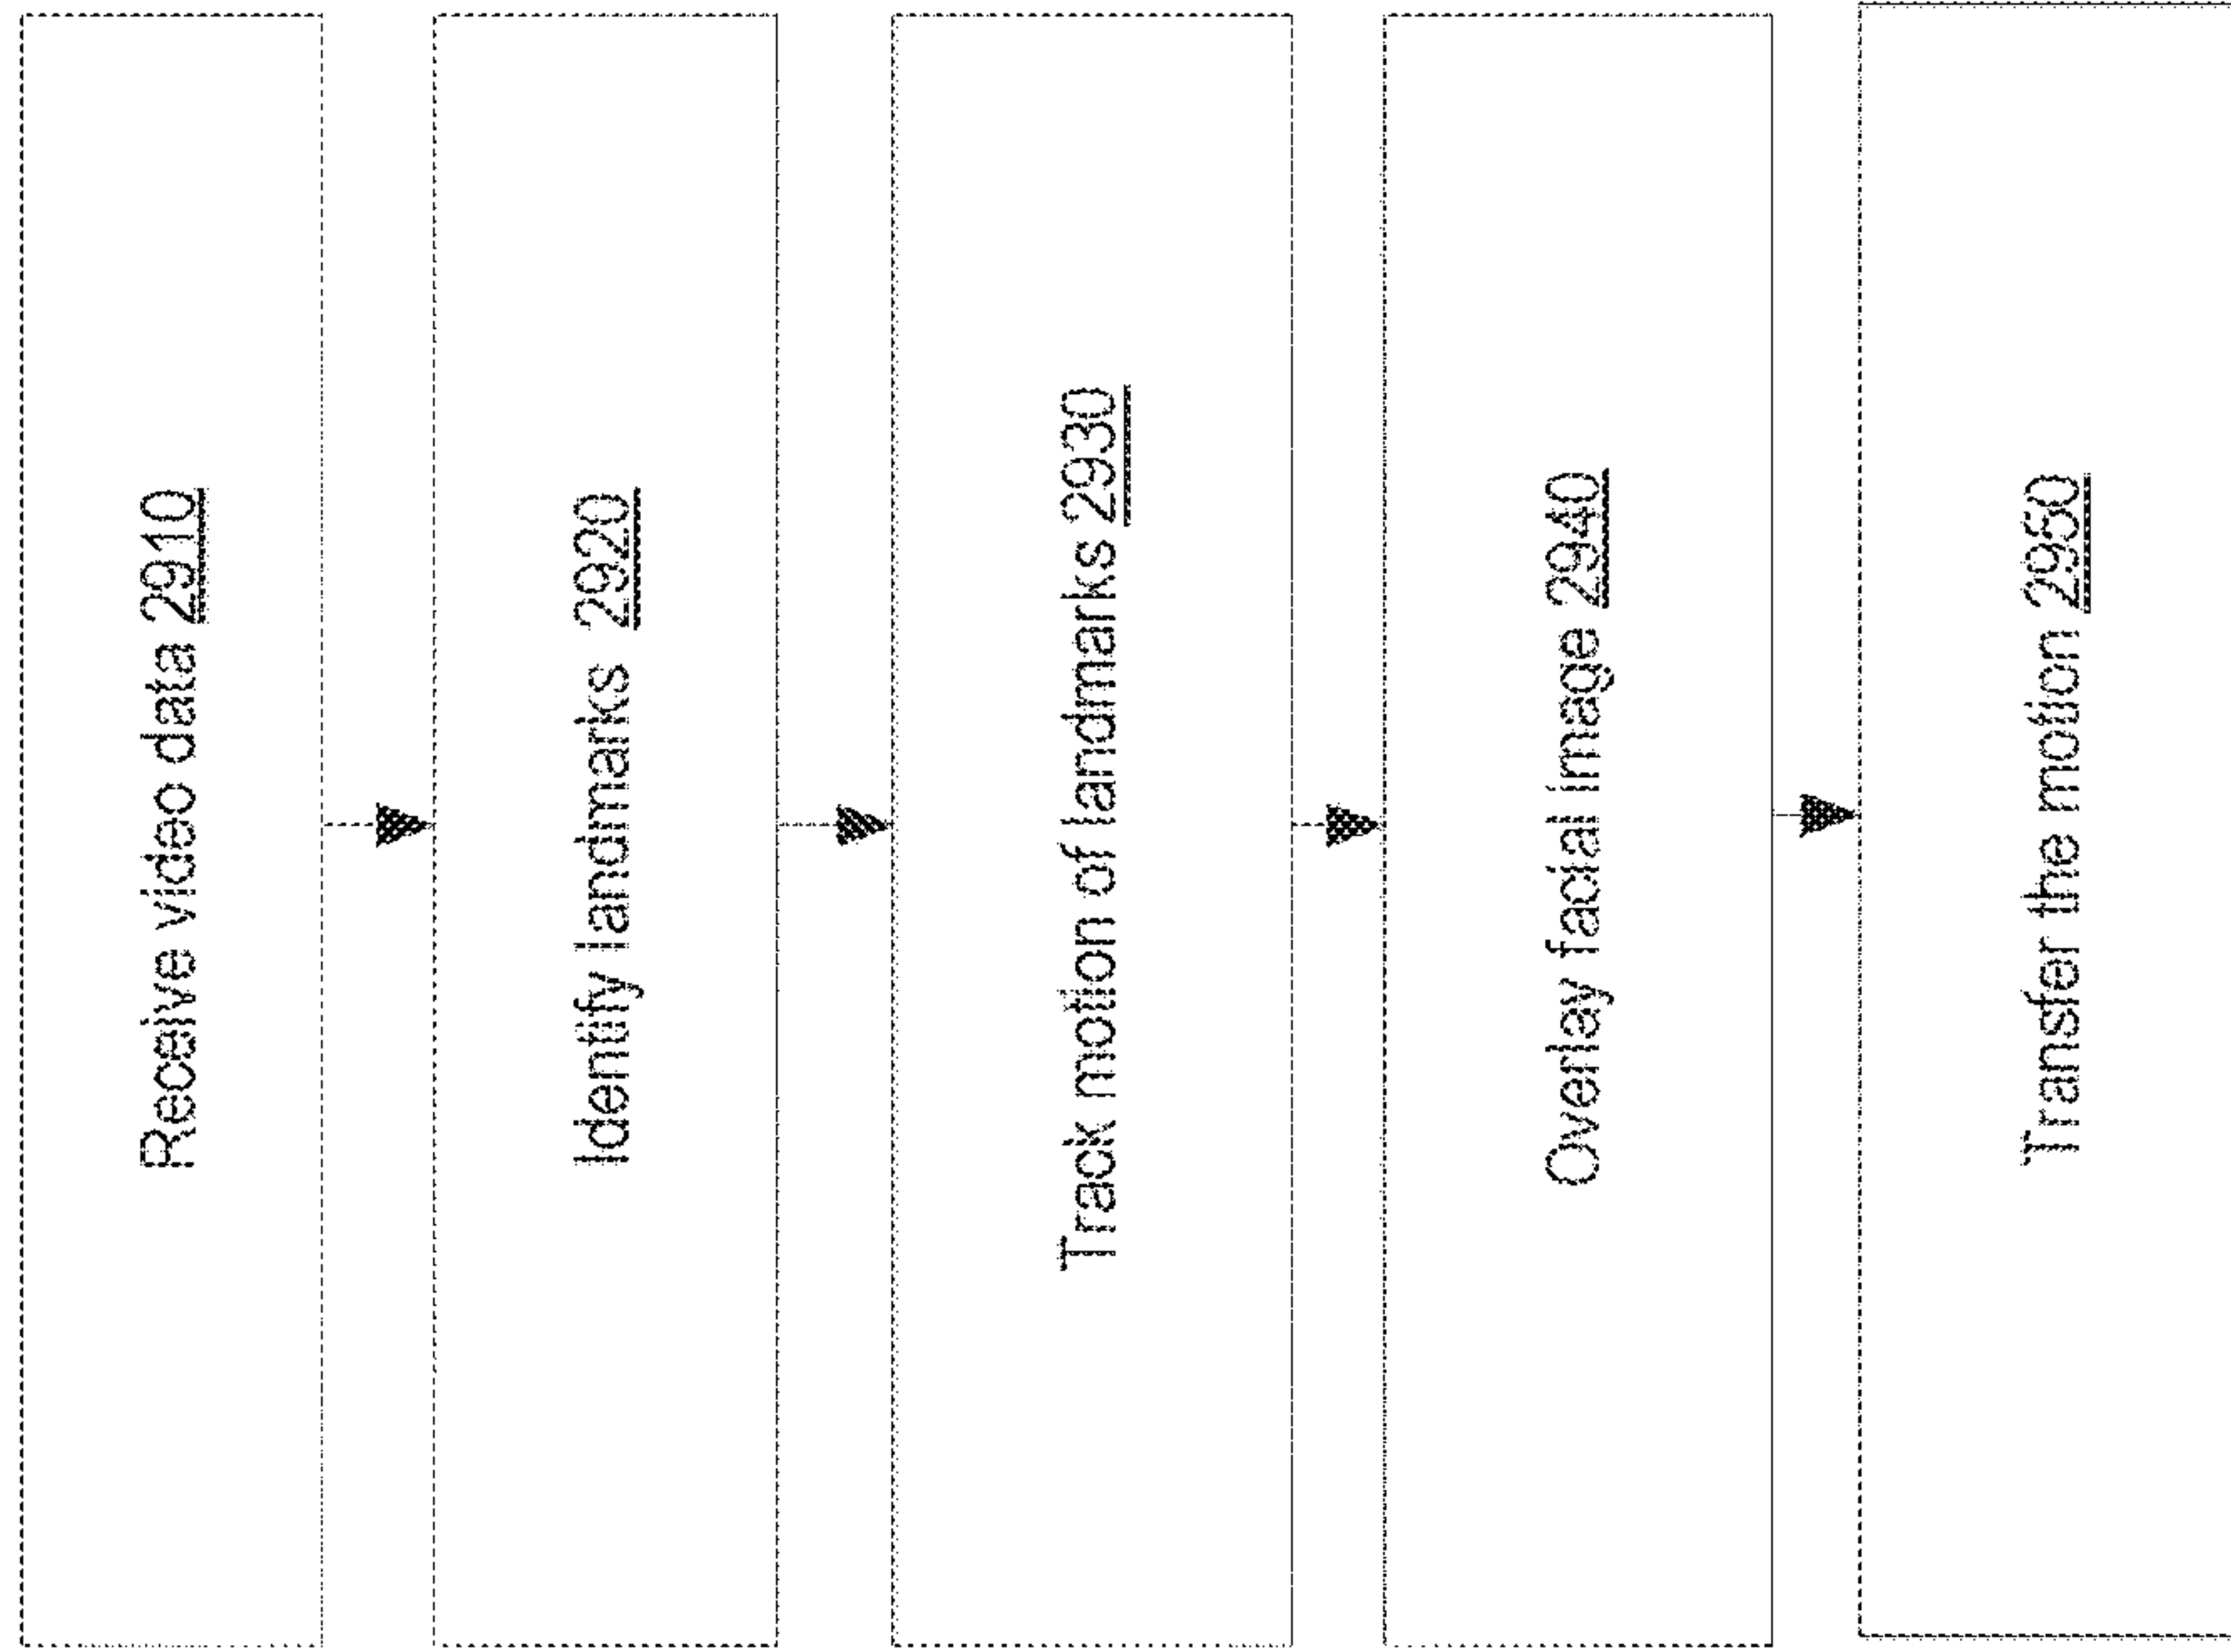 Receive video data 2910
Identify landmarks 2920
Track motion of landmarks 2930
Overlay facial image 2940
Transfer the motion 2950